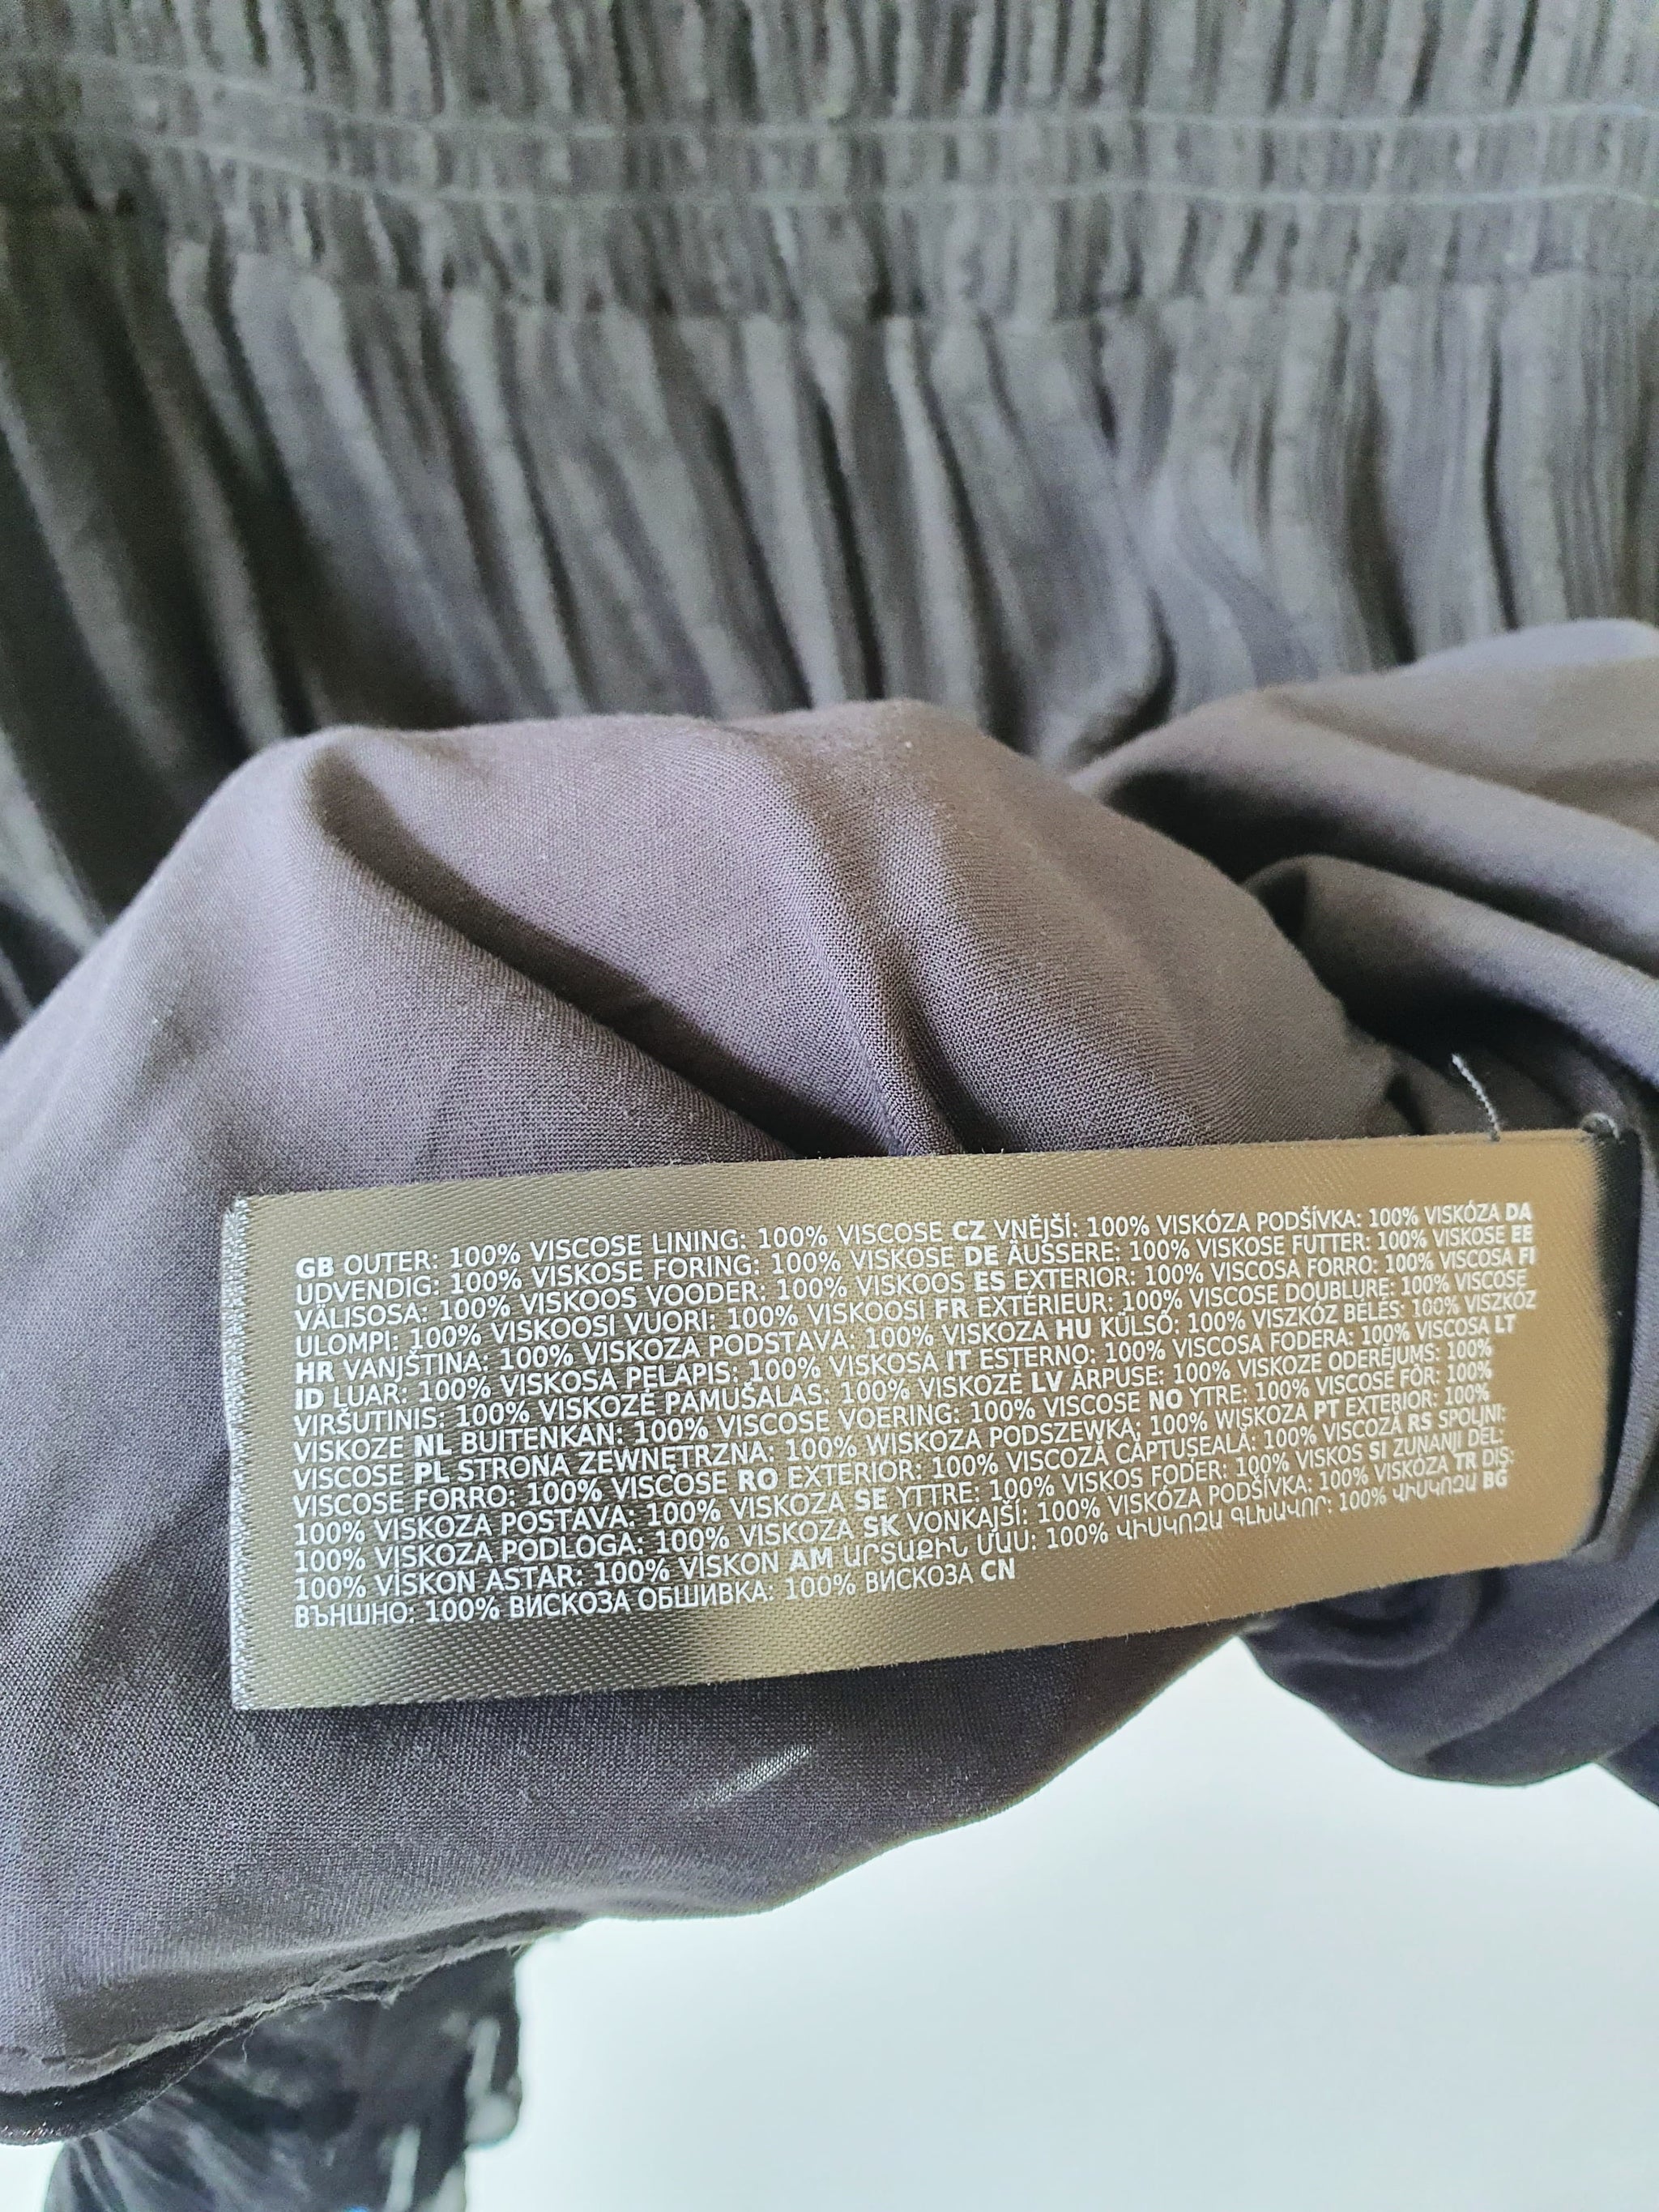 GB OUTER: 100% VISCOSE LINING: 100% VISCOSE CZ VNĚJŠÍ: 100% VISKÓZA PODŠÍVKA: 100% VISKÓZA DA
UDVENDIG: 100% VISKOSE FORING: 100% VISKOSE DE ÄUSSERE: 100% VISKOSE FUTTER: 100% VISKOSE EE
VÄLISOSA: 100% VISKOOS VOODER: 100% VISKOOS ES EXTERIOR: 100% VISCOSA FORRO: 100% VISCOSA FI
ULOMPI: 100% VISKOOSI VUORI: 100% VISKOOSI FR EXTÉRIEUR: 100% VISCOSE DOUBLURE: 100% VISCOSE
HR VANJŠTINA: 100% VISKOZA PODSTAVA: 100% VISKOZA HU KÜLSŐ: 100% VISZKÓZ BÉLÉS: 100% VISZKÓZ
ID LUAR: 100% VISKOSA PELAPIS: 100% VISKOSA IT ESTERNO: 100% VISCOSA FODERA: 100% VISCOSA LT
VIRŠUTINIS: 100% VISKOZĖ PAMUŠALAS: 100% VISKOZĖ LV ĀRPUSE: 100% VISKOZE ODERĒJUMS: 100%
VISKOZE NL BUITENKAN: 100% VISCOSE VOERING: 100% VISCOSE NO YTRE: 100% VISCOSE FÔR: 100%
VISCOSE PL STRONA ZEWNĘTRZNA: 100% WISKOZA PODSZEWKA: 100% WISKOZA PT EXTERIOR: 100%
VISCOSE FORRO: 100% VISCOSE RO EXTERIOR: 100% VISCOZĂ CĂPTUȘEALĂ: 100% VISCOZĂ RS SPOLJNI:
100% VISKOZA POSTAVA: 100% VISKOZA SE YTTRE: 100% VISKOS FODER: 100% VISKOS SI ZUNANJI DEL:
100% VISKOZA PODLOGA: 100% VISKOZA SK VONKAJŠÍ: 100% VISKÓZA PODŠÍVKA: 100% VISKÓZA TR DIŞ:
100% VİSKON ASTAR: 100% VİSKON AM ԱՐՏԱՔԻՆ ՄԱՍ: 100% ՎԻՍԿՈԶԱ ԳԼԽԱՎՈՐ: 100% ՎԻՍԿՈԶԱ BG
ВЪНШНО: 100% ВИСКОЗА ОБШИВКА: 100% ВИСКОЗА CN